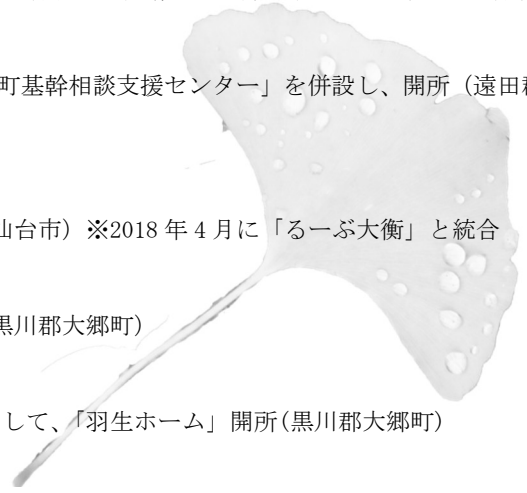 町基幹相談支援センター」を併設し、開所（遠田
仙台市）※2018 年 4 月に「るーぷ大衡」と統合
黒川郡大郷町）
して、「羽生ホーム」開所(黒川郡大郷町)